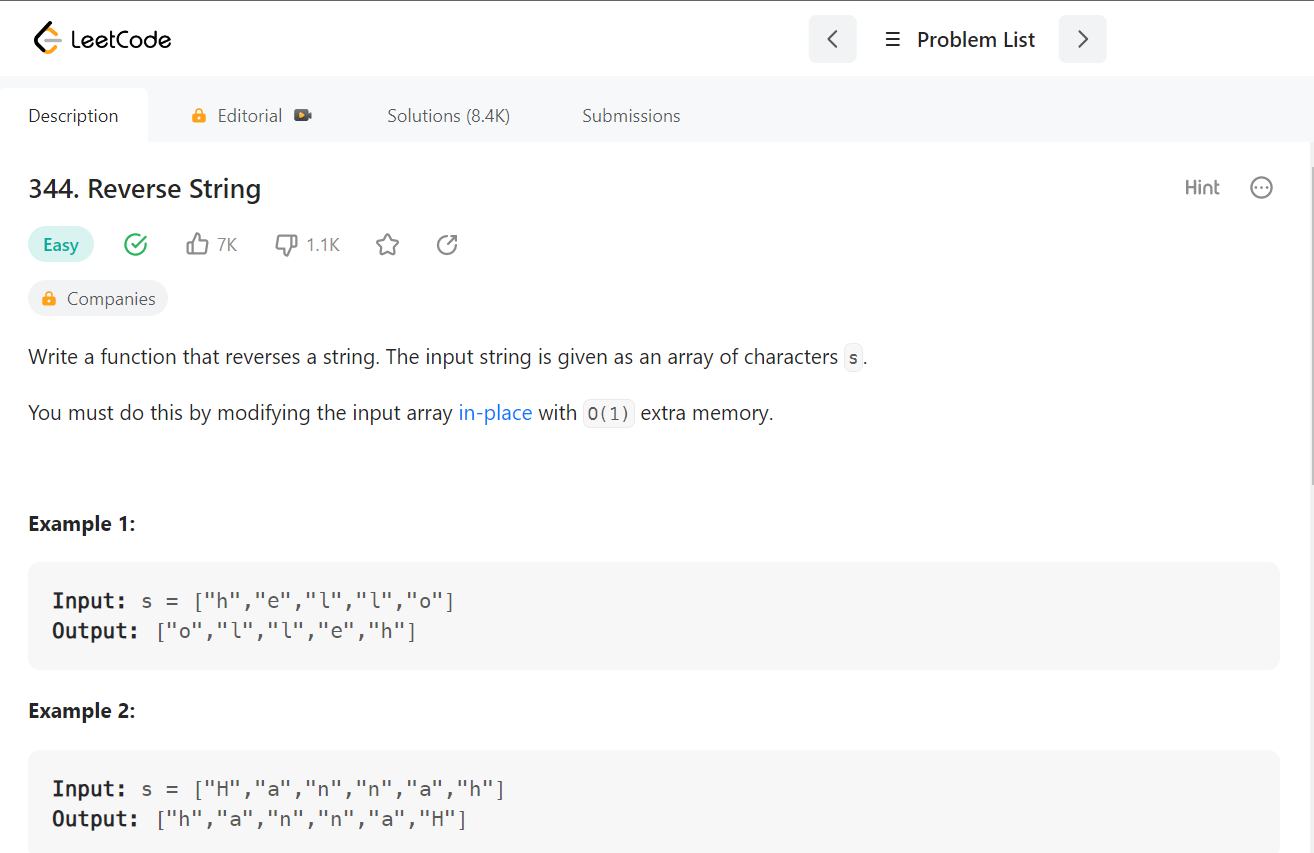 LeetCode
Problem List
Description
Editorial
Solutions (8.4K)
Submissions
344. Reverse String
Hint
Easy
7K
1.1K
Companies
Write a function that reverses a string. The input string is given as an array of characters s.
You must do this by modifying the input array in-place with O(1) extra memory.
Example 1:
Input: s = ["h","e","l","l","o"]
Output: ["o","l","l","e","h"]
Example 2:
Input: s = ["H","a","n","n","a","h"]
Output: ["h","a","n","n","a","H"]